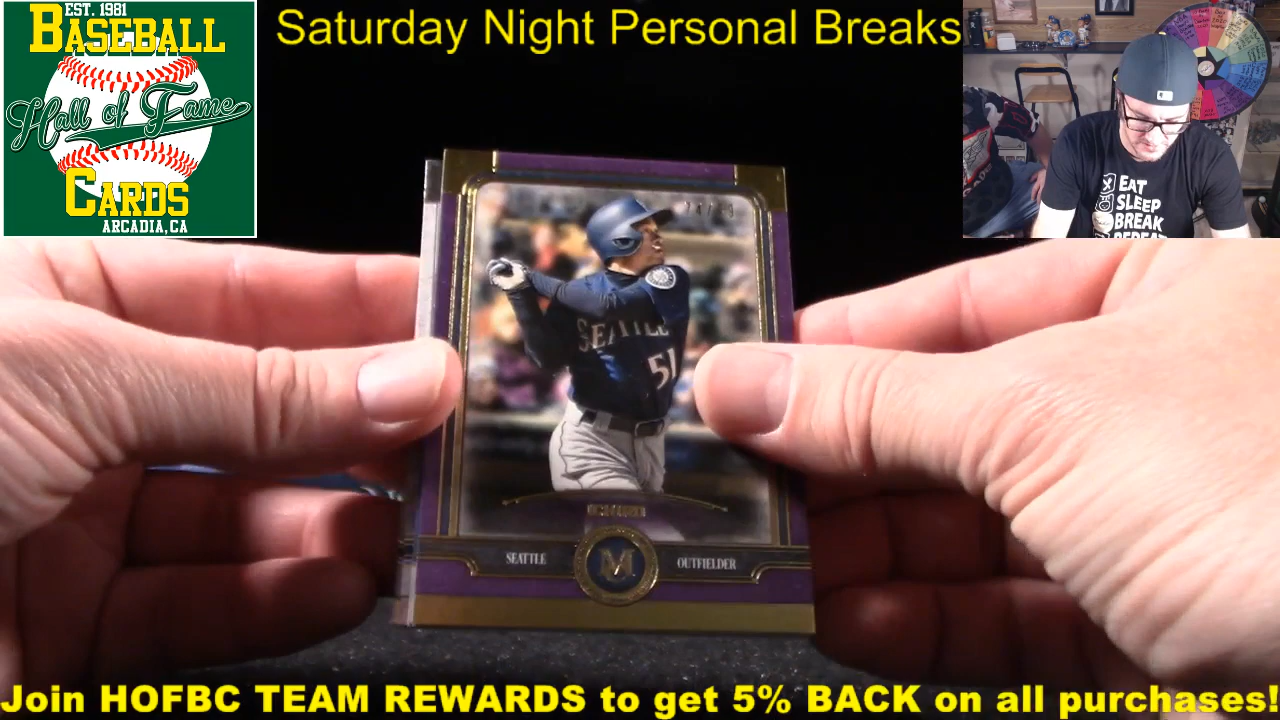 EST. 1981
BASEBALL
Hall of Fame
CARDS
ARCADIA, CA
Saturday Night Personal Breaks
EAT
SLEEP
BREAK
REPEAT
SEATTLE
51
SEATTLE
M
OUTFIELDER
Join HOFBC TEAM REWARDS to get 5% BACK on all purchases!